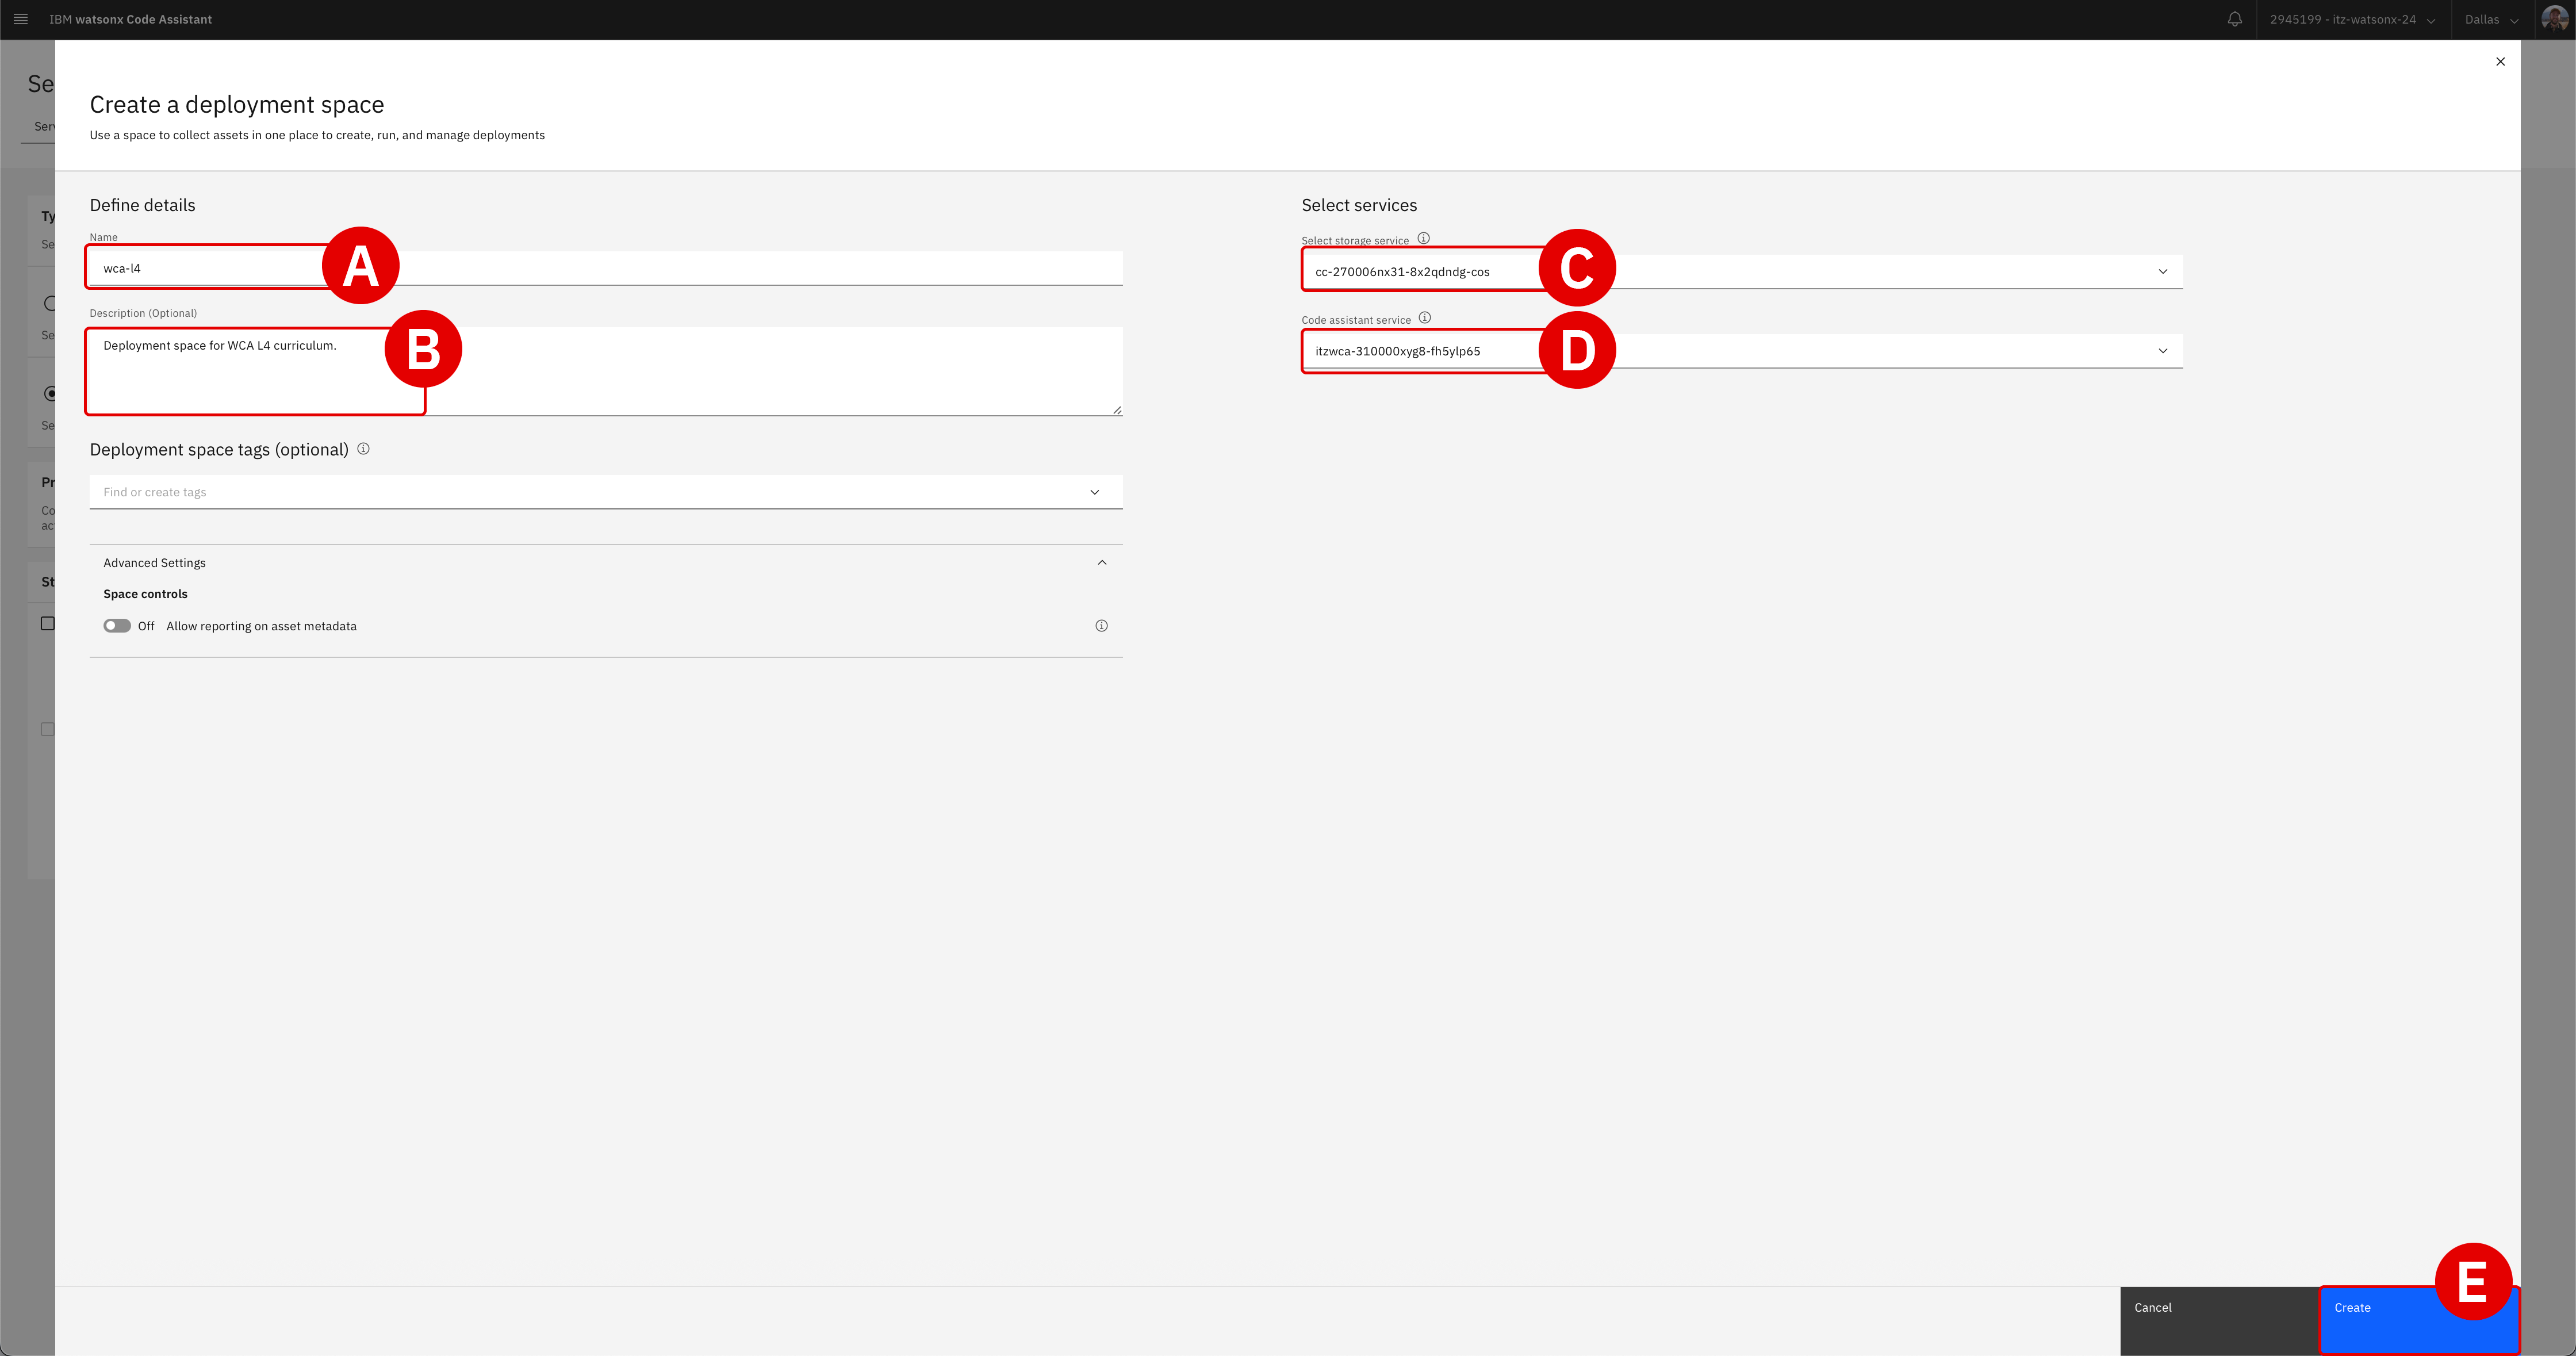 IBM watsonx Code Assistant
2945199 - itz-watsonx-24
Dallas
Se
Serv
Create a deployment space
Use a space to collect assets in one place to create, run, and manage deployments
Ty
Se
Se
Se
Pr
Co
ac
St
Define details
Name
wca-l4
A
Description (Optional)
Deployment space for WCA L4 curriculum.
B
Deployment space tags (optional)
Find or create tags
Advanced Settings
Space controls
Off Allow reporting on asset metadata
Select services
Select storage service
cc-270006nx31-8x2qdndg-cos
C
Code assistant service
itzwca-310000xyg8-fh5ylp65
D
Cancel
Create
E